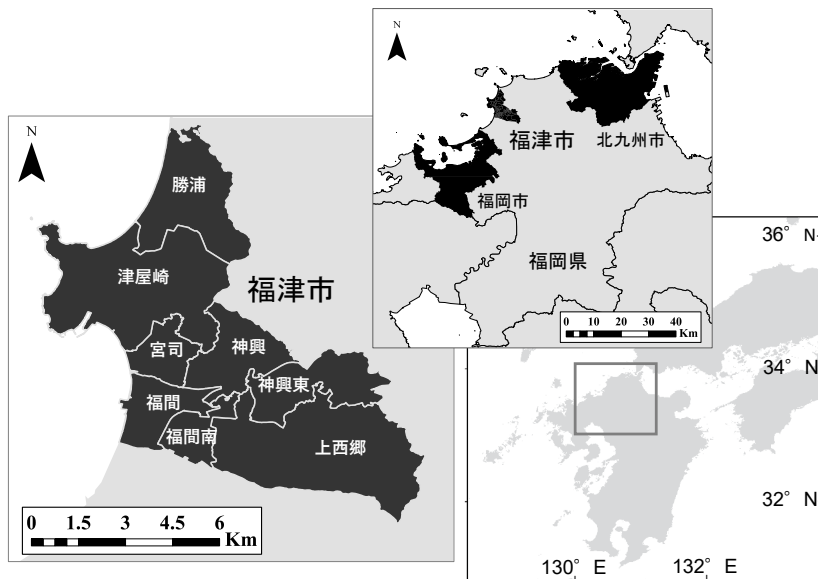 N
勝浦
津屋崎
福津市
宮司
神興
神興東
福間
福間南
上西郷
0 1.5 3 4.5 6
Km
N
福津市
北九州市
福岡市
福岡県
0 5 10 20 30 40
Km
36° N
34° N
32° N
130° E 132° E